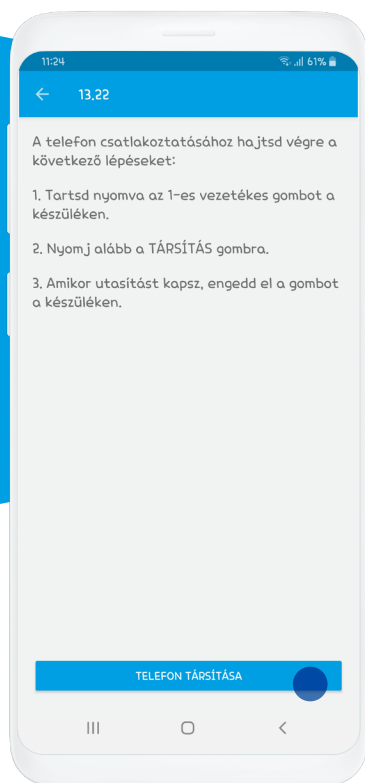 11:24
61%
13.22
A telefon csatlakoztatásához hajtsd végre a
következő lépéseket:
1. Tartsd nyomva az 1-es vezetékes gombot a
készüléken.
2. Nyomj alább a TÁRSÍTÁS gombra.
3. Amikor utasítást kapsz, engedd el a gombot
a készüléken.
TELEFON TÁRSÍTÁSA